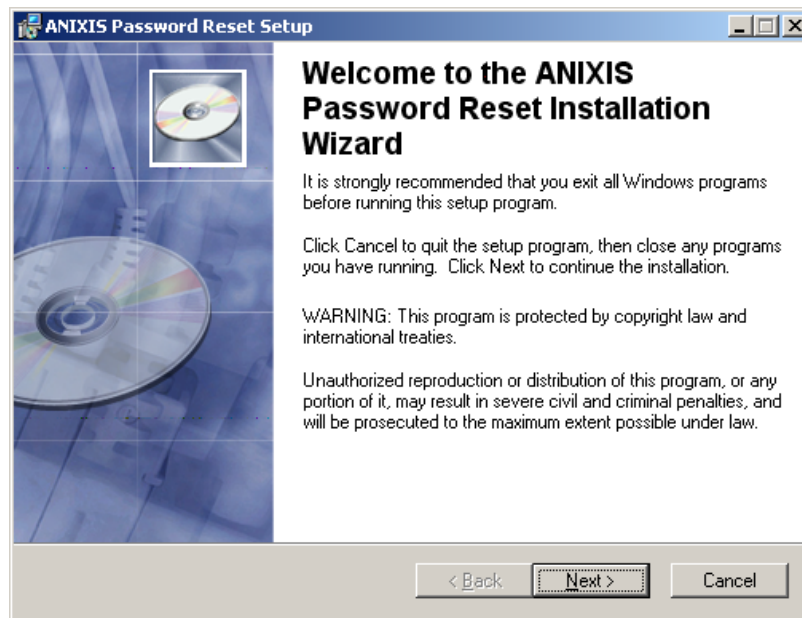 ANIXIS Password Reset Setup
Welcome to the ANIXIS
Password Reset Installation
Wizard
It is strongly recommended that you exit all Windows programs
before running this setup program.
Click Cancel to quit the setup program, then close any programs
you have running.  Click Next to continue the installation.
WARNING: This program is protected by copyright law and
international treaties.
Unauthorized reproduction or distribution of this program, or any
portion of it, may result in severe civil and criminal penalties, and
will be prosecuted to the maximum extent possible under law.
< Back
Next >
Cancel